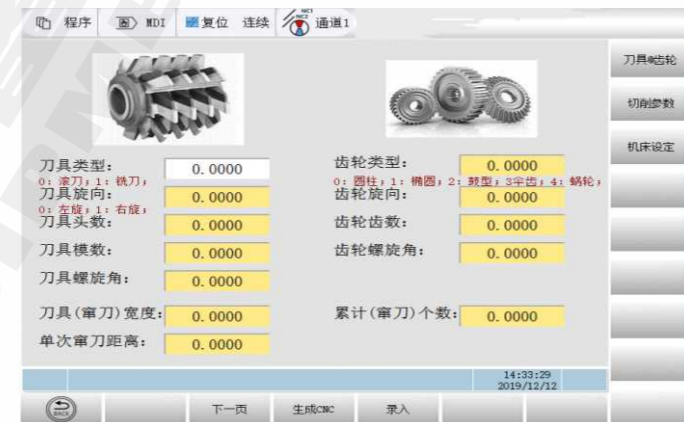 程序 MDI 复位 连续 NC1 NC2 通道1
刀具&齿轮
切削参数
机床设定
刀具类型: 0.0000 齿轮类型: 0.0000
0: 滚刀; 1: 铣刀; 0: 圆柱; 1: 椭圆; 2: 鼓型; 3伞齿; 4: 蜗轮;
刀具旋向: 0.0000 齿轮旋向: 0.0000
0: 左旋; 1: 右旋;
刀具头数: 0.0000 齿轮齿数: 0.0000
刀具模数: 0.0000 齿轮螺旋角: 0.0000
刀具螺旋角: 0.0000
刀具(窜刀)宽度: 0.0000 累计(窜刀)个数: 0.0000
单次窜刀距离: 0.0000
14:33:29
2019/12/12
BACK 下一页 生成CNC 录入